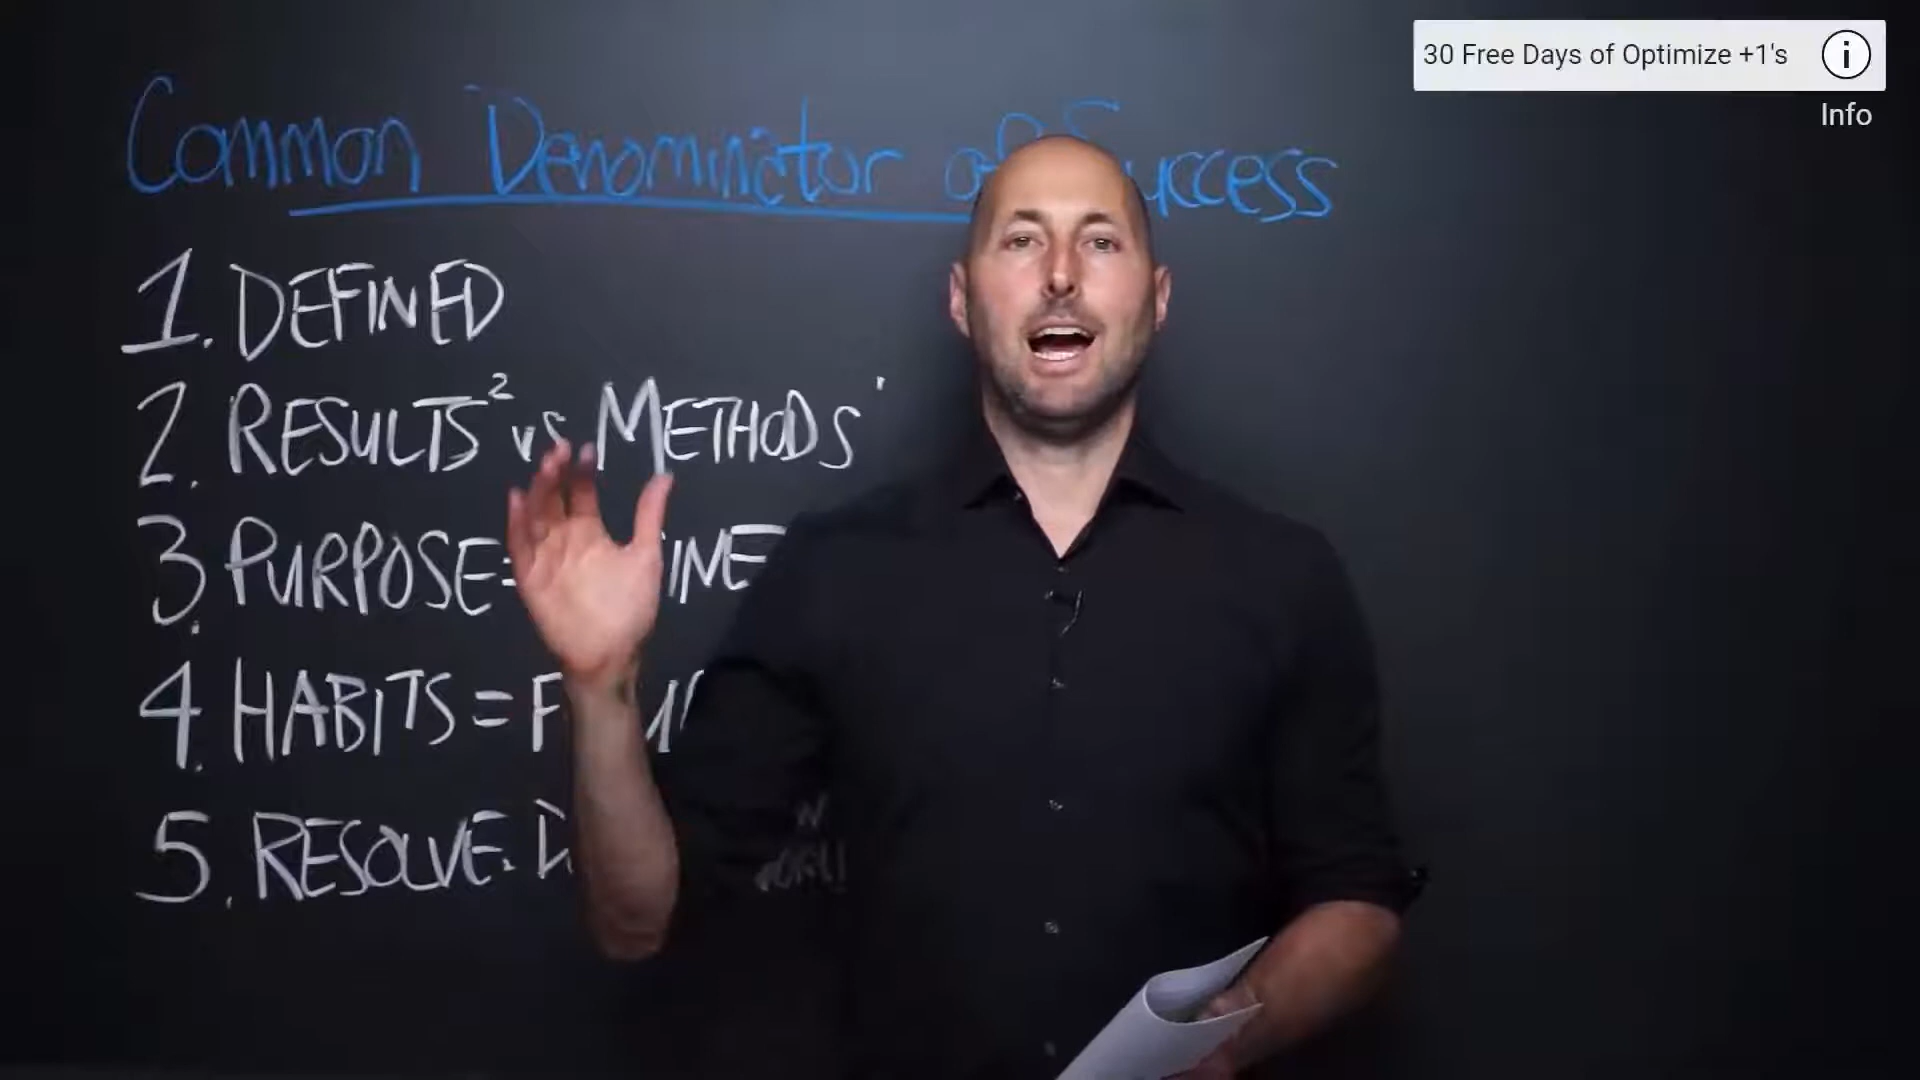 30 Free Days of Optimize +1's
Info
Common Denominator of Success
1. DEFINED
2. RESULTS² vs METHODS'
3. PURPOSE=
4. HABITS = F
5. RESOLVE: